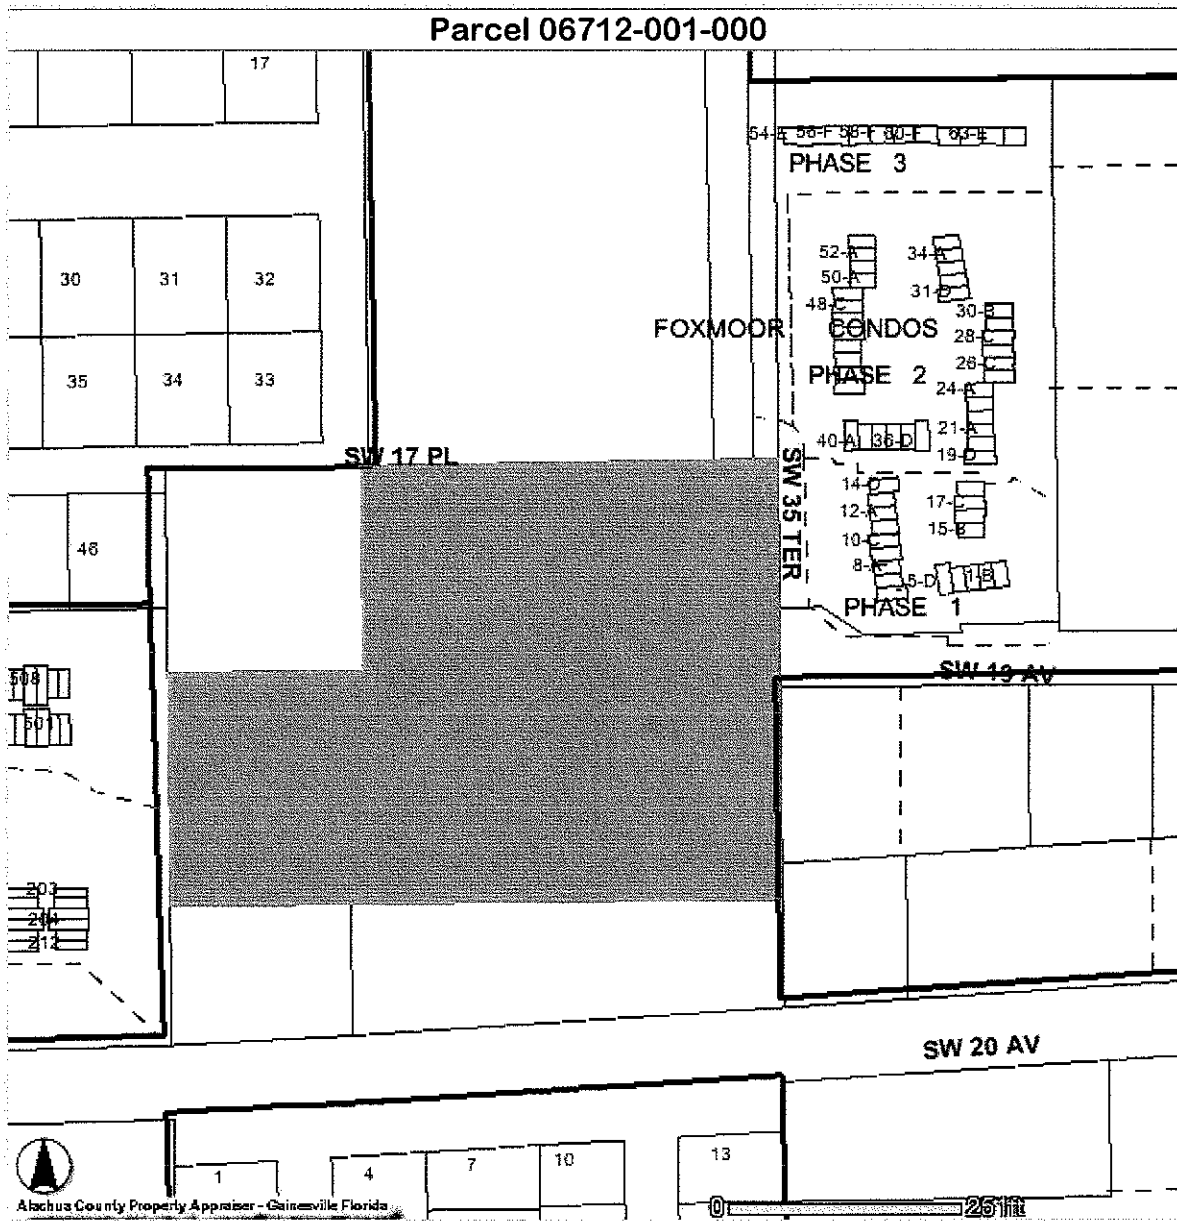 Parcel 06712-001-000
17
54-E 56-F 58-F 60-F 63-E
PHASE 3
30 31 32
52-A 34-A
50-A
31-D
48-C
30-B
FOXMOOR CONDOS
28-C
26-C
35 34 33
PHASE 2
24-A
21-A
40-A 36-D
19-D
SW 17 PL
SW 35 TER
14-D
17-C
12-A
15-B
10-C
46
8-A
5-D 1-B
PHASE 1
SW 19 AV
508
501
203
204
212
SW 20 AV
1 4 7 10 13
Alachua County Property Appraiser - Gainesville Florida
0 251ft